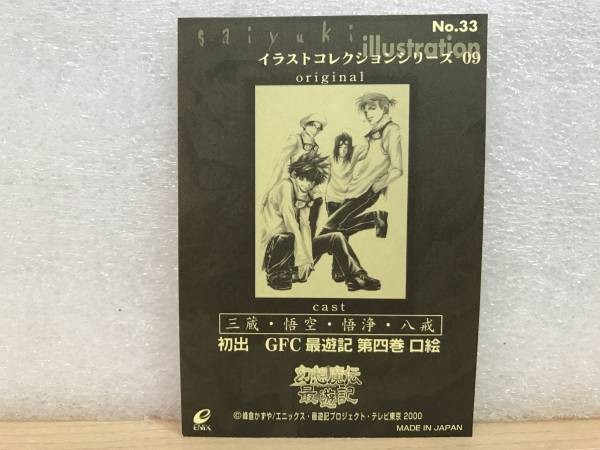 No.33
saiyuki
illustration
イラストコレクションシリーズ 09
original
cast
三蔵・悟空・悟浄・八戒
初出 GFC 最遊記 第四巻 口絵
幻想魔伝
最遊記
©峰倉かずや/エニックス・最遊記プロジェクト・テレビ東京 2000
ENIX
MADE IN JAPAN